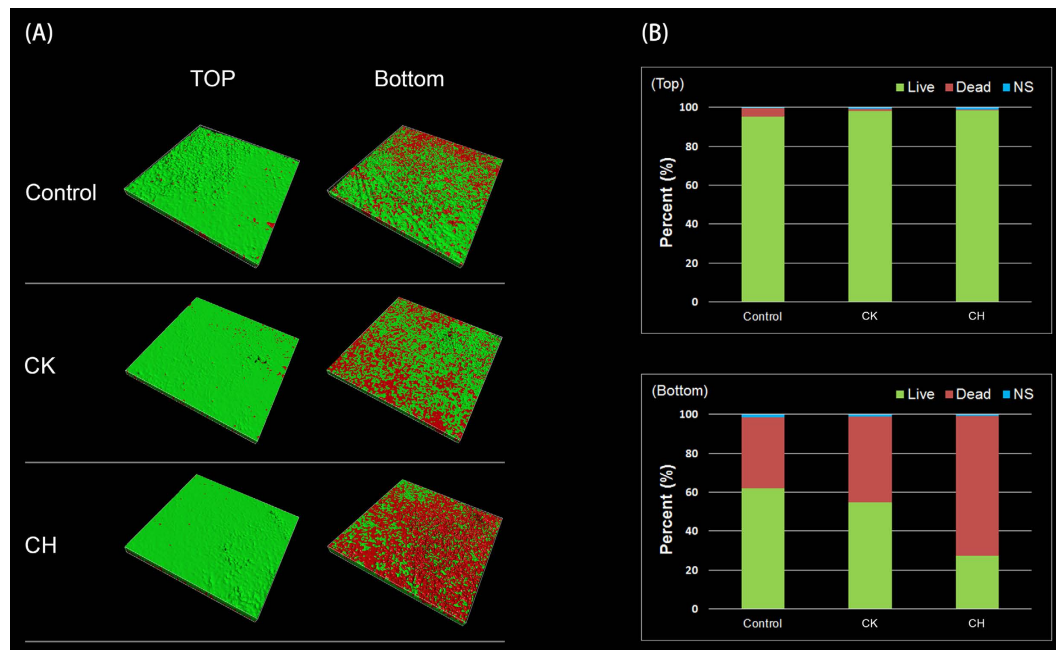 (A)
TOP Bottom
Control
CK
CH
(B)
(Top) Live Dead NS
Percent (%)
100
80
60
40
20
0
Control CK CH
(Bottom) Live Dead NS
Percent (%)
100
80
60
40
20
0
Control CK CH